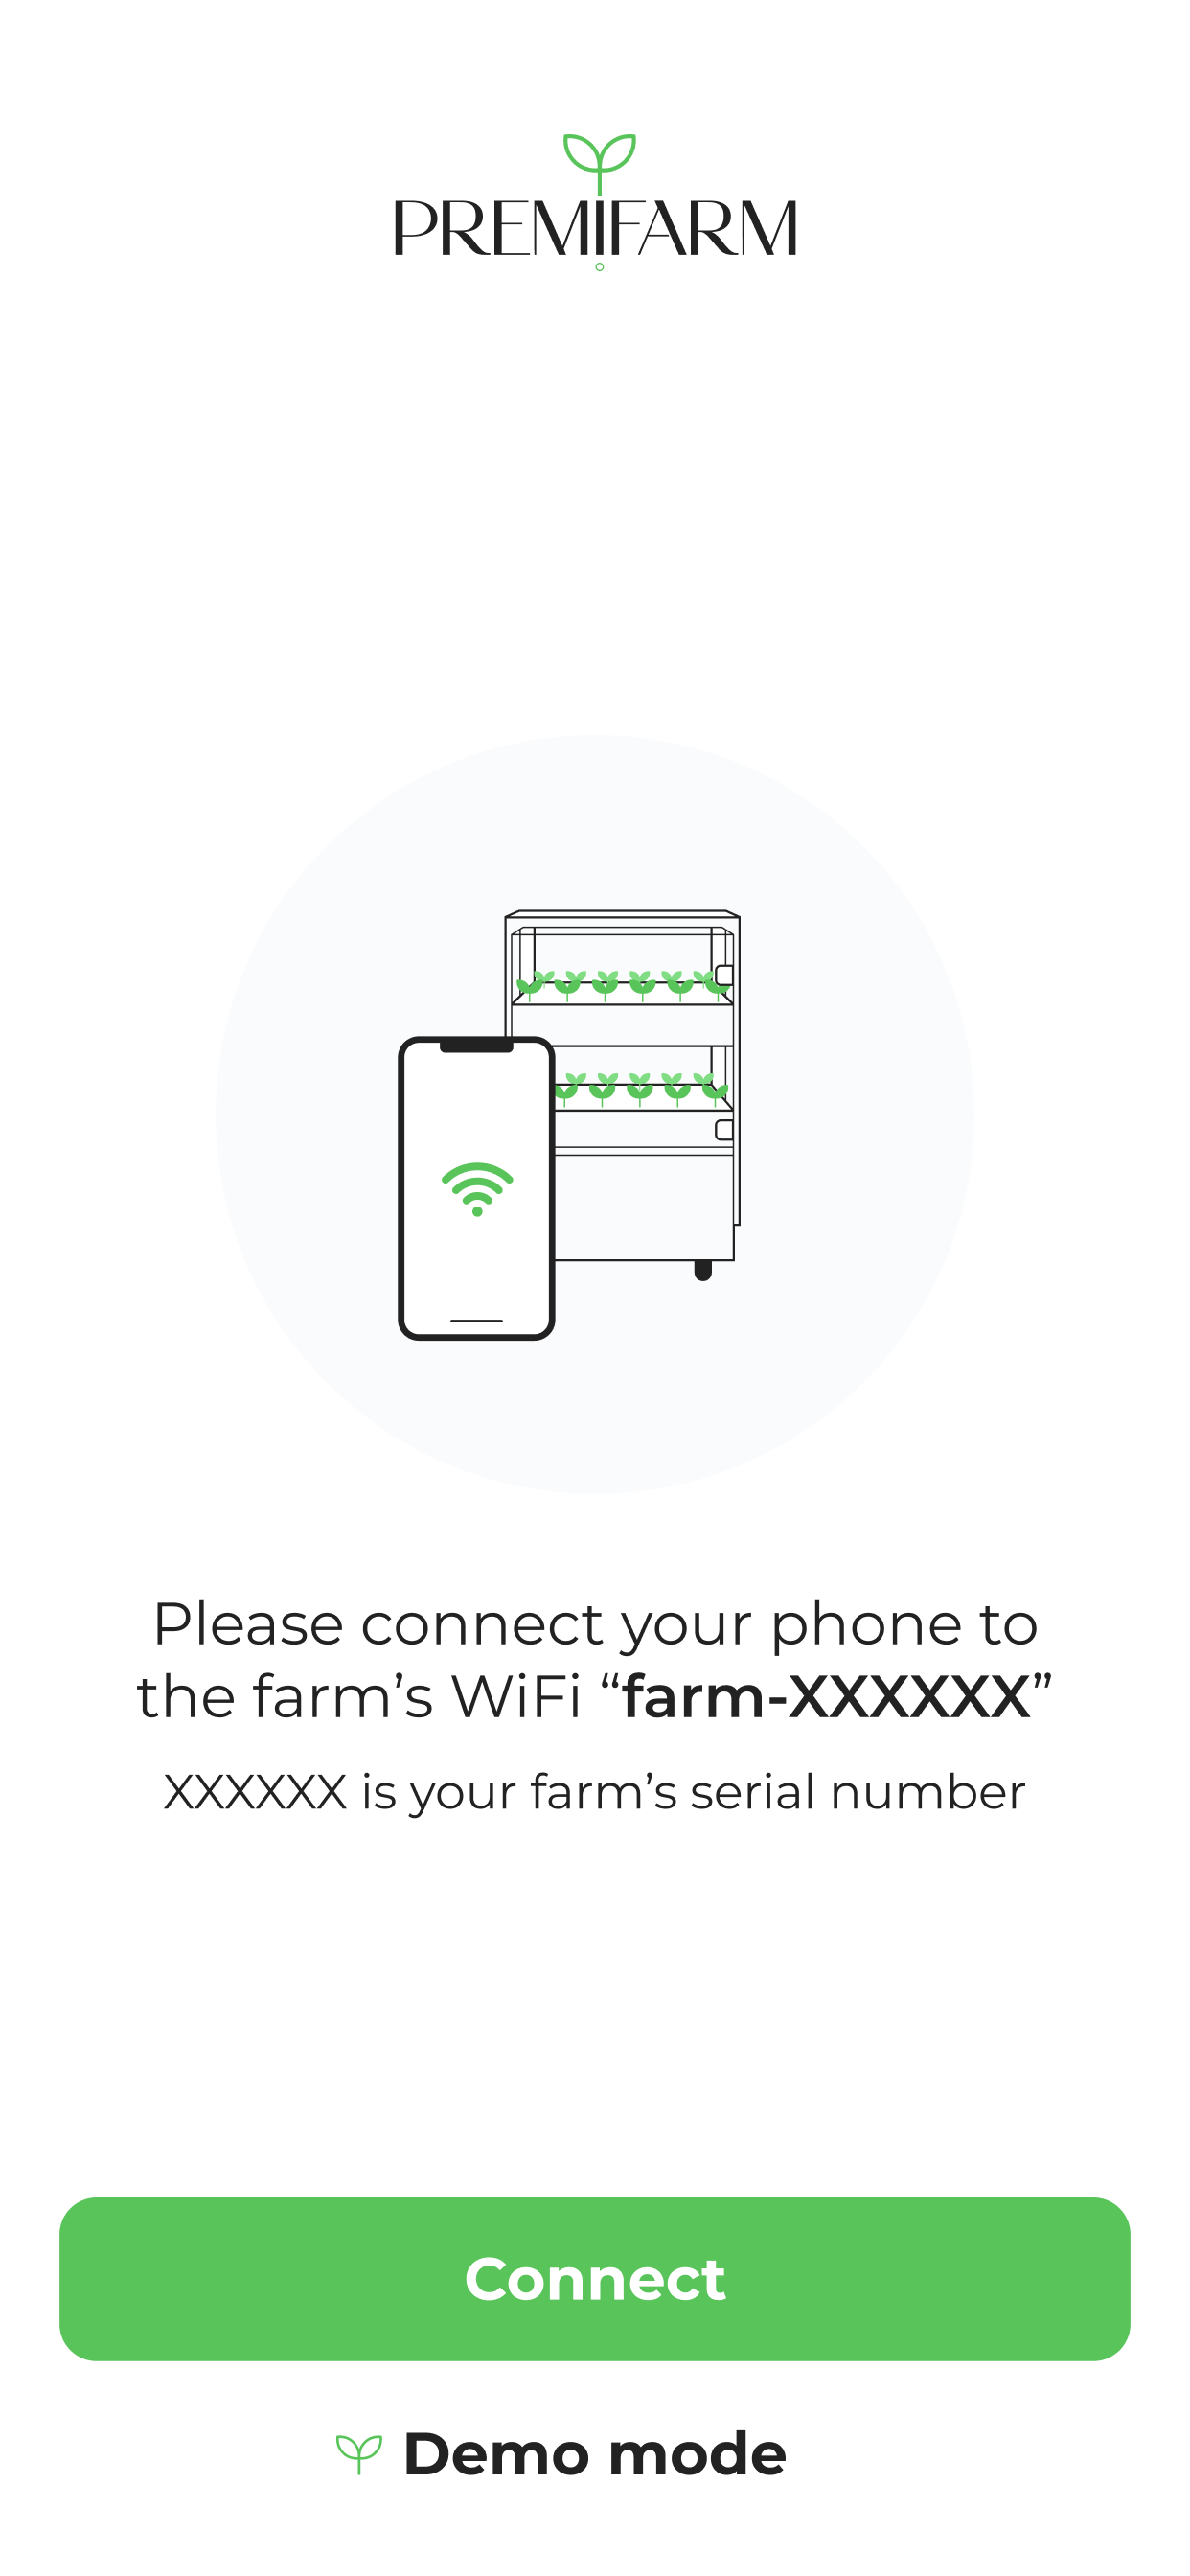 PREMIFARM
Please connect your phone to
the farm’s WiFi “farm-XXXXXX”
XXXXXX is your farm’s serial number
Connect
Demo mode